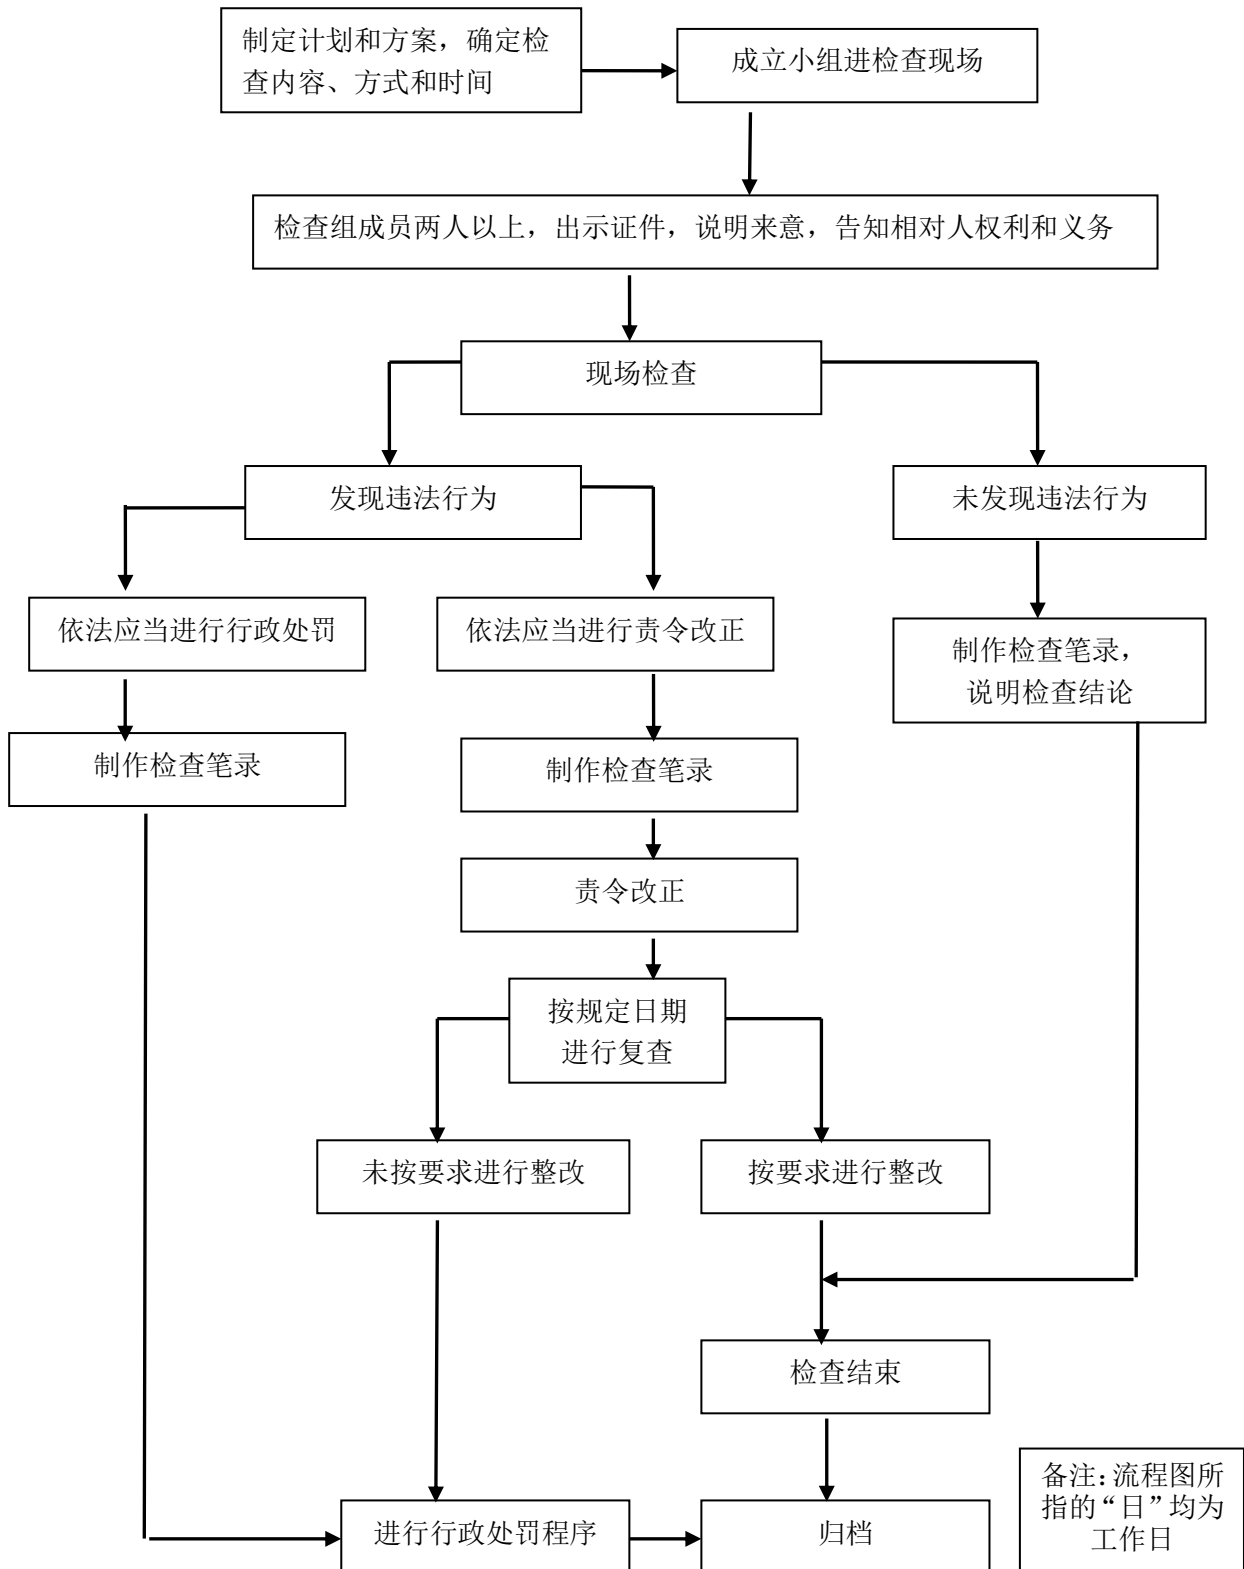 制定计划和方案，确定检
查内容、方式和时间
成立小组进检查现场
检查组成员两人以上，出示证件，说明来意，告知相对人权利和义务
现场检查
发现违法行为
未发现违法行为
依法应当进行行政处罚
依法应当进行责令改正
制作检查笔录，
说明检查结论
制作检查笔录
制作检查笔录
责令改正
按规定日期
进行复查
未按要求进行整改
按要求进行整改
检查结束
备注：流程图所
指的“日”均为
工作日
进行行政处罚程序
归档